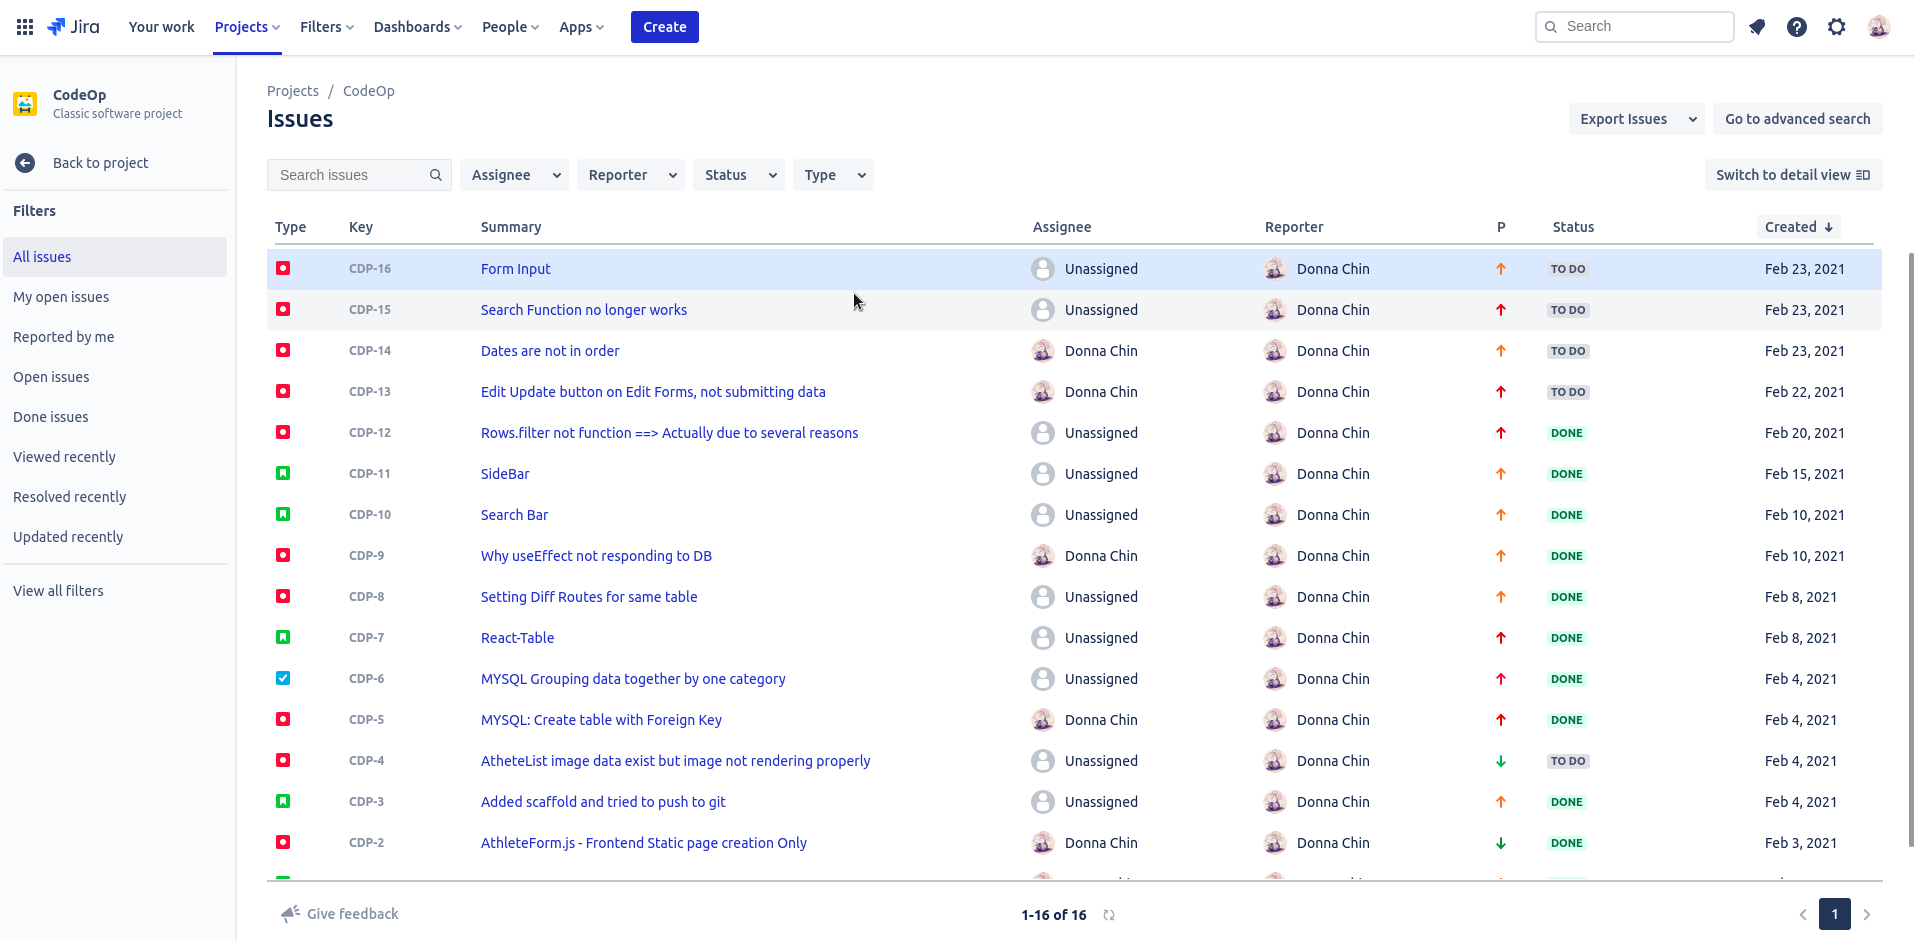 Jira Your work Projects Filters Dashboards People Apps Create Search
CodeOp
Classic software project
Back to project
Filters
All issues
My open issues
Reported by me
Open issues
Done issues
Viewed recently
Resolved recently
Updated recently
View all filters
Projects / CodeOp
Issues
Export Issues Go to advanced search
Search issues Assignee Reporter Status Type Switch to detail view
Type Key Summary Assignee Reporter P Status Created
CDP-16 Form Input Unassigned Donna Chin TO DO Feb 23, 2021
CDP-15 Search Function no longer works Unassigned Donna Chin TO DO Feb 23, 2021
CDP-14 Dates are not in order Donna Chin Donna Chin TO DO Feb 23, 2021
CDP-13 Edit Update button on Edit Forms, not submitting data Donna Chin Donna Chin TO DO Feb 22, 2021
CDP-12 Rows.filter not function ==> Actually due to several reasons Unassigned Donna Chin DONE Feb 20, 2021
CDP-11 SideBar Unassigned Donna Chin DONE Feb 15, 2021
CDP-10 Search Bar Unassigned Donna Chin DONE Feb 10, 2021
CDP-9 Why useEffect not responding to DB Donna Chin Donna Chin DONE Feb 10, 2021
CDP-8 Setting Diff Routes for same table Unassigned Donna Chin DONE Feb 8, 2021
CDP-7 React-Table Unassigned Donna Chin DONE Feb 8, 2021
CDP-6 MYSQL Grouping data together by one category Unassigned Donna Chin DONE Feb 4, 2021
CDP-5 MYSQL: Create table with Foreign Key Donna Chin Donna Chin DONE Feb 4, 2021
CDP-4 AtheteList image data exist but image not rendering properly Unassigned Donna Chin TO DO Feb 4, 2021
CDP-3 Added scaffold and tried to push to git Unassigned Donna Chin DONE Feb 4, 2021
CDP-2 AthleteForm.js - Frontend Static page creation Only Donna Chin Donna Chin DONE Feb 3, 2021
Give feedback 1-16 of 16 1